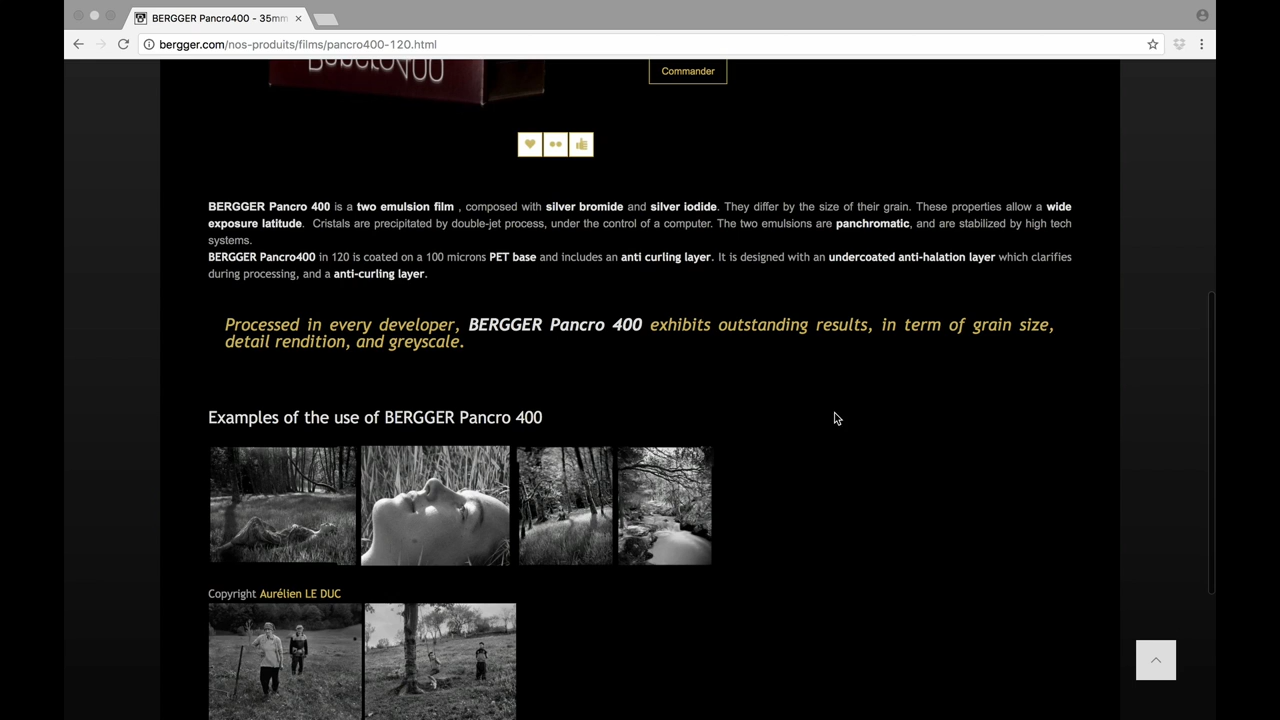 BERGGER Pancro400 - 35mm
bergger.com/nos-produits/films/pancro400-120.html
Commander
BERGGER Pancro 400 is a two emulsion film , composed with silver bromide and silver iodide. They differ by the size of their grain. These properties allow a wide
exposure latitude. Cristals are precipitated by double-jet process, under the control of a computer. The two emulsions are panchromatic, and are stabilized by high tech
systems.
BERGGER Pancro400 in 120 is coated on a 100 microns PET base and includes an anti curling layer. It is designed with an undercoated anti-halation layer which clarifies
during processing, and a anti-curling layer.
Processed in every developer, BERGGER Pancro 400 exhibits outstanding results, in term of grain size,
detail rendition, and greyscale.
Examples of the use of BERGGER Pancro 400
Copyright Aurélien LE DUC